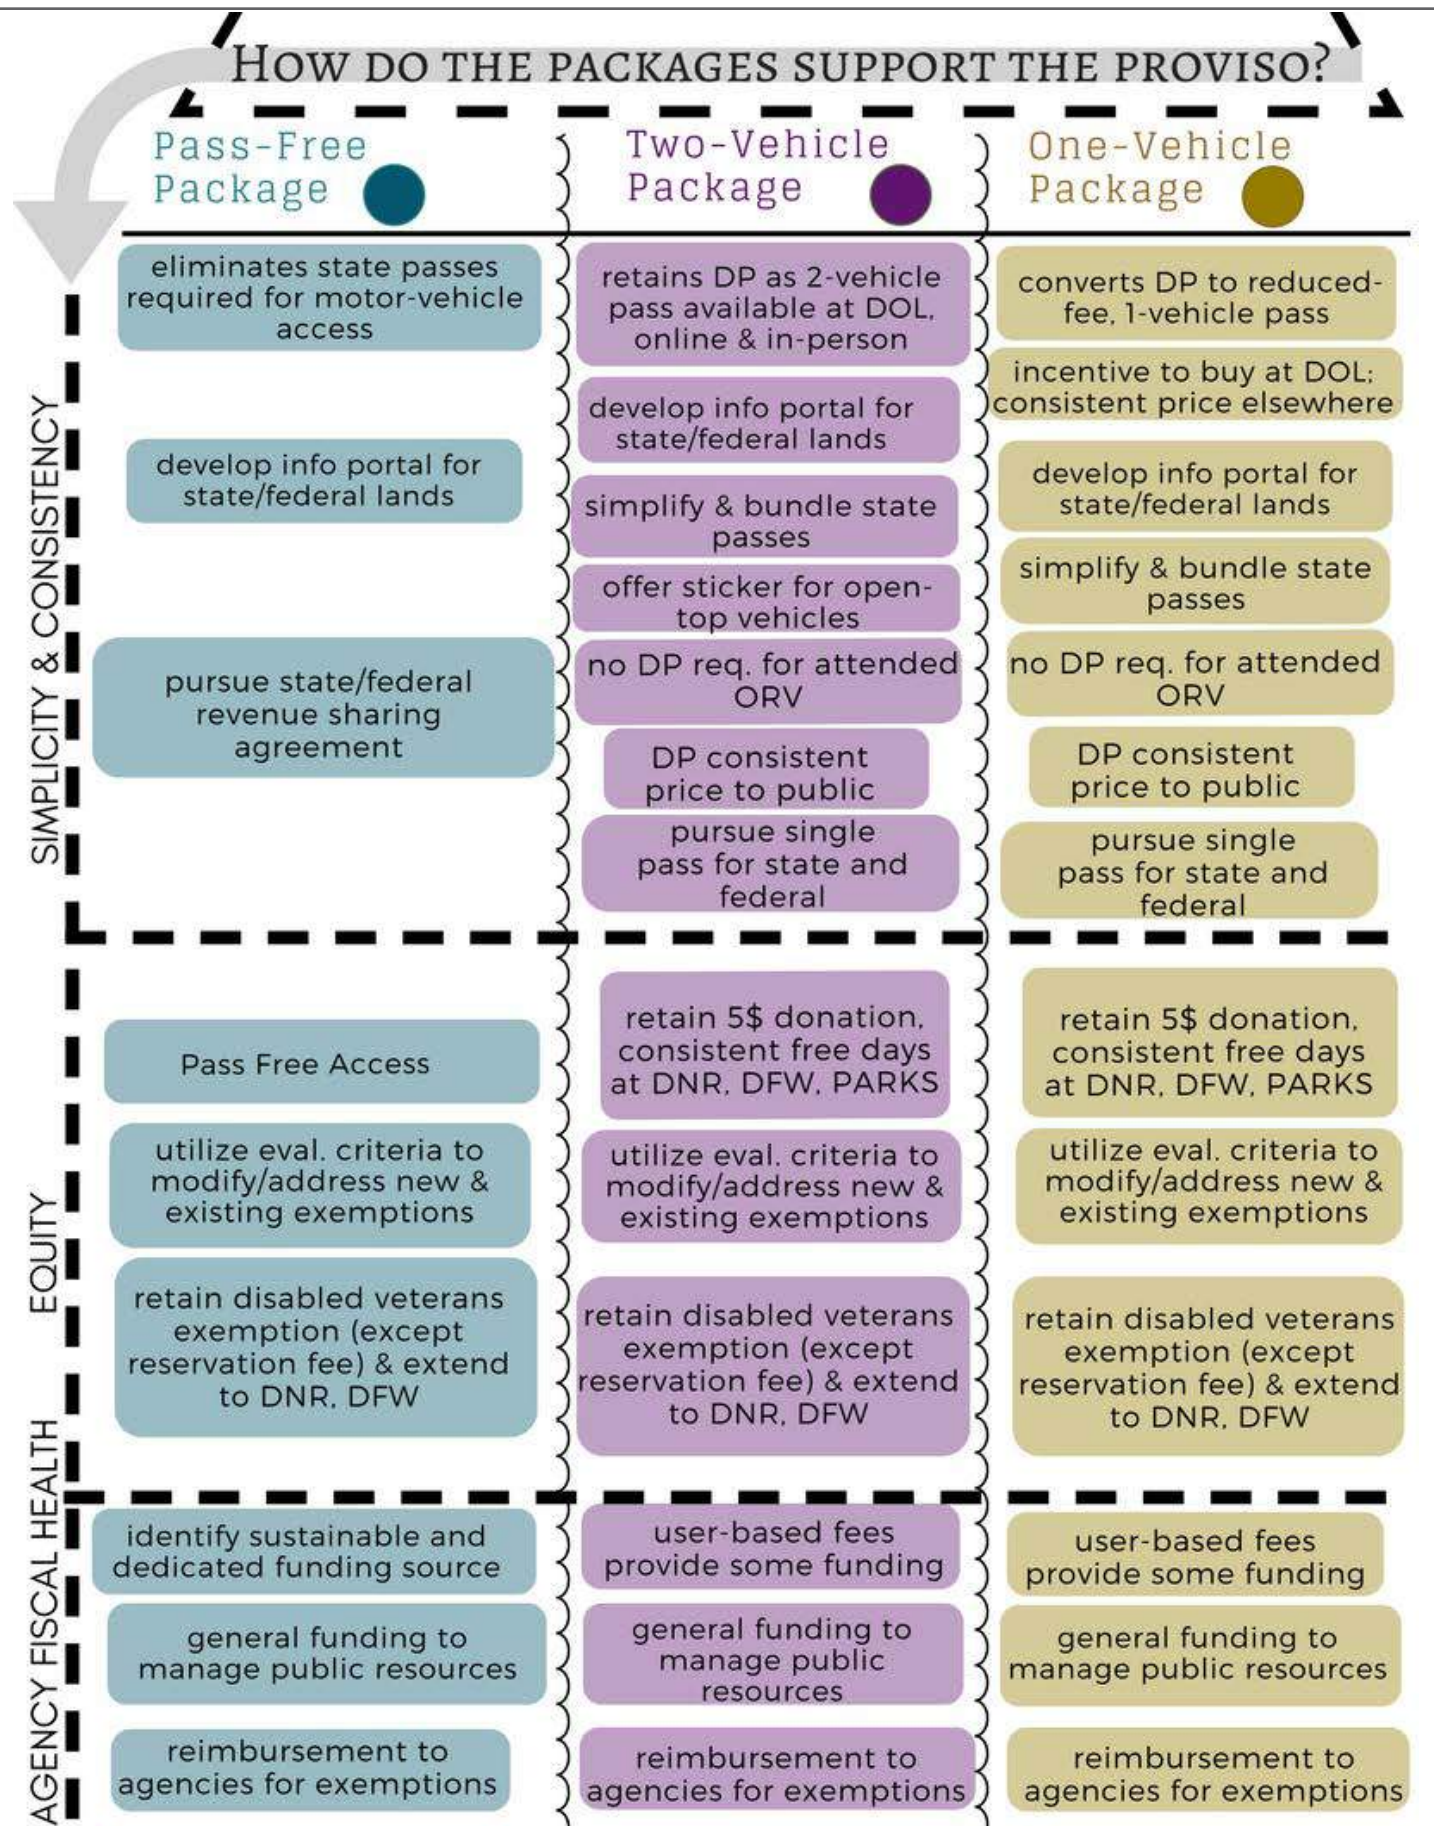 HOW DO THE PACKAGES SUPPORT THE PROVISO?
Pass-Free
Package
Two-Vehicle
Package
One-Vehicle
Package
SIMPLICITY & CONSISTENCY
eliminates state passes
required for motor-vehicle
access
develop info portal for
state/federal lands
pursue state/federal
revenue sharing
agreement
retains DP as 2-vehicle
pass available at DOL,
online & in-person
develop info portal for
state/federal lands
simplify & bundle state
passes
offer sticker for open-
top vehicles
no DP req. for attended
ORV
DP consistent
price to public
pursue single
pass for state and
federal
converts DP to reduced-
fee, 1-vehicle pass
incentive to buy at DOL;
consistent price elsewhere
develop info portal for
state/federal lands
simplify & bundle state
passes
no DP req. for attended
ORV
DP consistent
price to public
pursue single
pass for state and
federal
EQUITY
Pass Free Access
utilize eval. criteria to
modify/address new &
existing exemptions
retain disabled veterans
exemption (except
reservation fee) & extend
to DNR, DFW
retain 5$ donation,
consistent free days
at DNR, DFW, PARKS
utilize eval. criteria to
modify/address new &
existing exemptions
retain disabled veterans
exemption (except
reservation fee) & extend
to DNR, DFW
retain 5$ donation,
consistent free days
at DNR, DFW, PARKS
utilize eval. criteria to
modify/address new &
existing exemptions
retain disabled veterans
exemption (except
reservation fee) & extend
to DNR, DFW
AGENCY FISCAL HEALTH
identify sustainable and
dedicated funding source
general funding to
manage public resources
reimbursement to
agencies for exemptions
user-based fees
provide some funding
general funding to
manage public
resources
reimbursement to
agencies for exemptions
user-based fees
provide some funding
general funding to
manage public resources
reimbursement to
agencies for exemptions